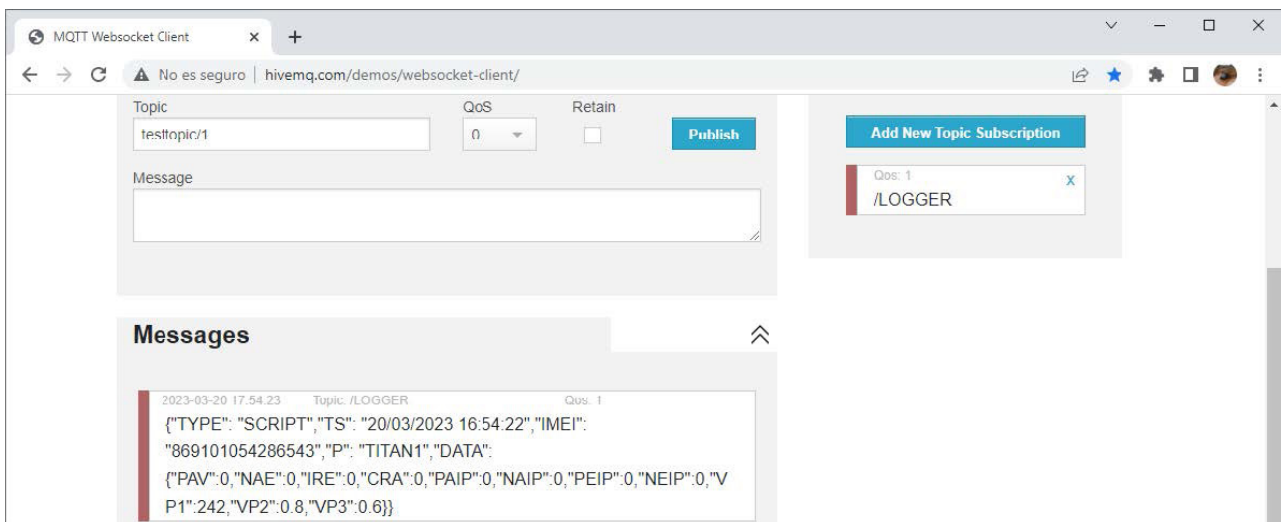 MQTT Websocket Client
No es seguro | hivemq.com/demos/websocket-client/
Topic QoS Retain
testtopic/1 0 Publish
Message
Add New Topic Subscription
Qos: 1 X
/LOGGER
Messages
2023-03-20 17:54:23 Topic: /LOGGER Qos: 1
{"TYPE": "SCRIPT","TS": "20/03/2023 16:54:22","IMEI":
"869101054286543","P": "TITAN1","DATA":
{"PAV":0,"NAE":0,"IRE":0,"CRA":0,"PAIP":0,"NAIP":0,"PEIP":0,"NEIP":0,"V
P1":242,"VP2":0.8,"VP3":0.6}}